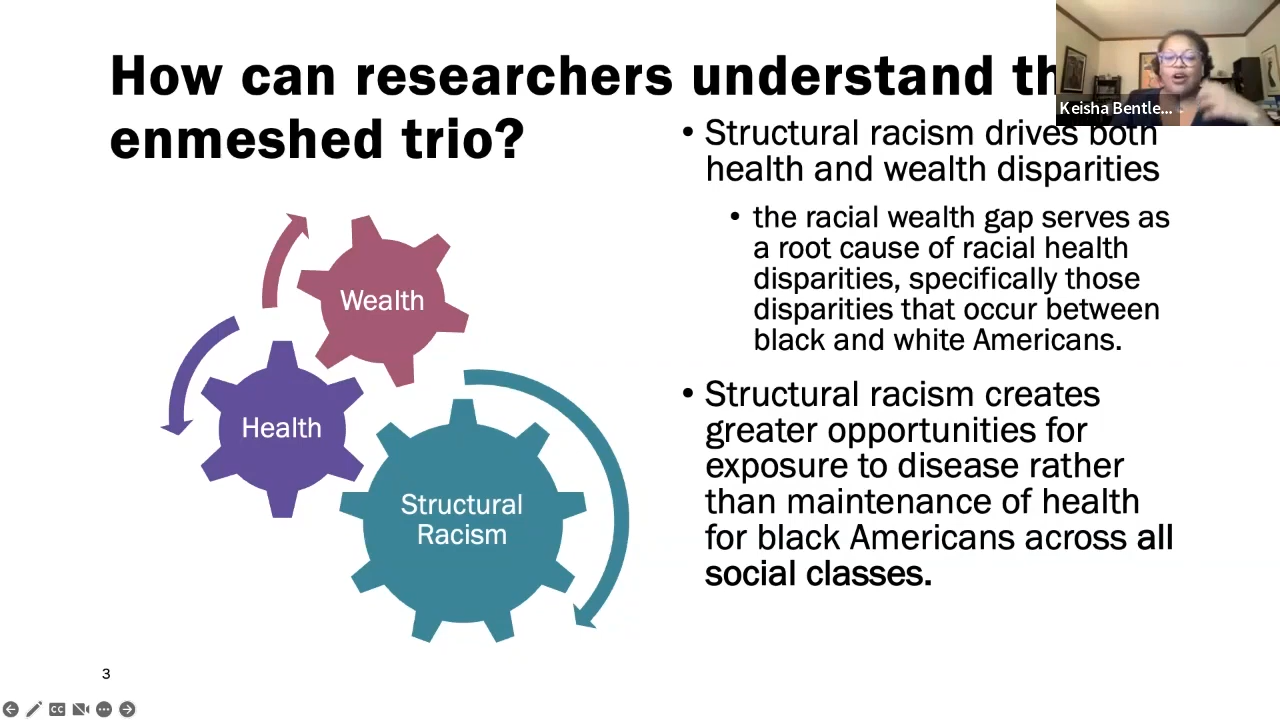 How can researchers understand
enmeshed trio?
Keisha Bentle...
• Structural racism drives both
health and wealth disparities
• the racial wealth gap serves as
a root cause of racial health
disparities, specifically those
disparities that occur between
black and white Americans.
• Structural racism creates
greater opportunities for
exposure to disease rather
than maintenance of health
for black Americans across all
social classes.
Wealth
Health
Structural
Racism
3
CC